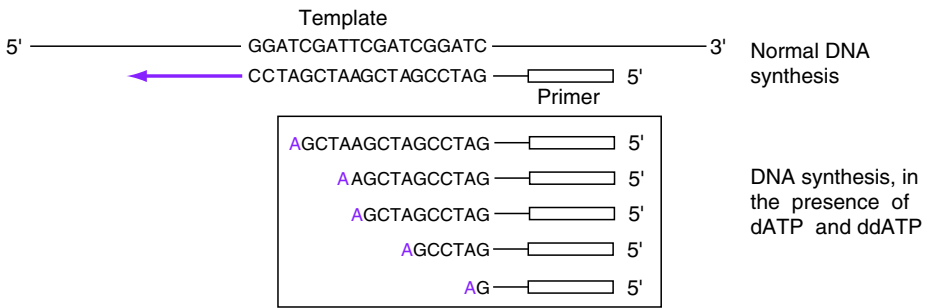 Template
5' GGATCGATTCGATCGGATC 3'
CCTAGCTAAGCTAGCCTAG 5'
Primer
Normal DNA
synthesis
AGCTAAGCTAGCCTAG 5'
AAGCTAGCCTAG 5'
AGCTAGCCTAG 5'
AGCCTAG 5'
AG 5'
DNA synthesis, in
the presence of
dATP and ddATP